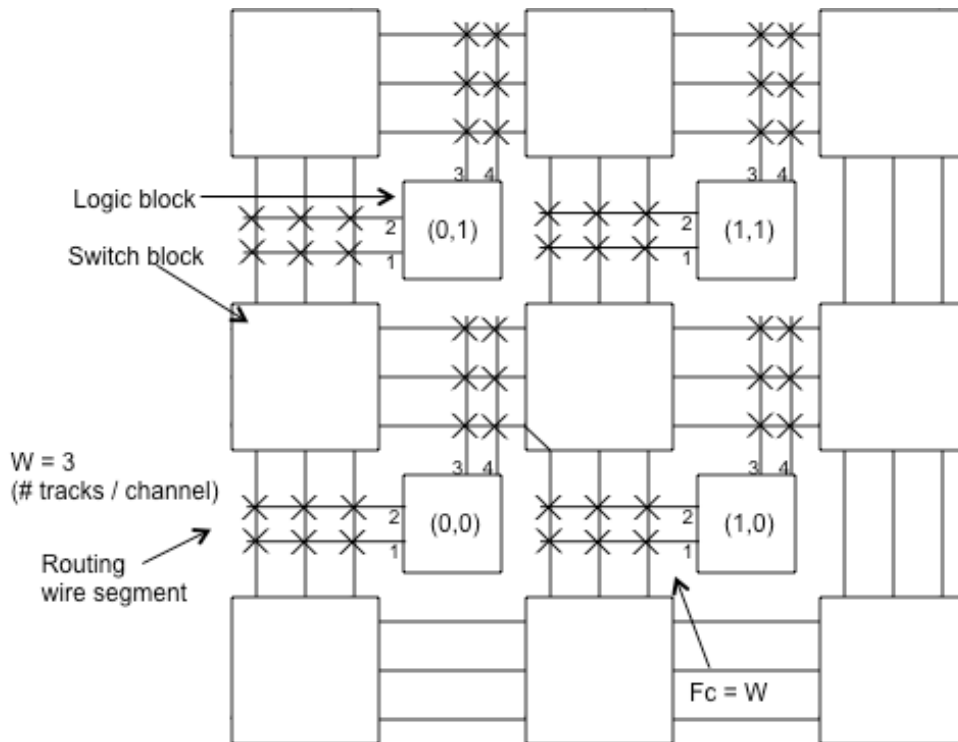 3 4
3 4
Logic block
2
(0,1)
2
(1,1)
1
1
Switch block
3 4
3 4
W = 3
(# tracks / channel)
2
(0,0)
2
(1,0)
1
1
Routing
wire segment
Fc = W